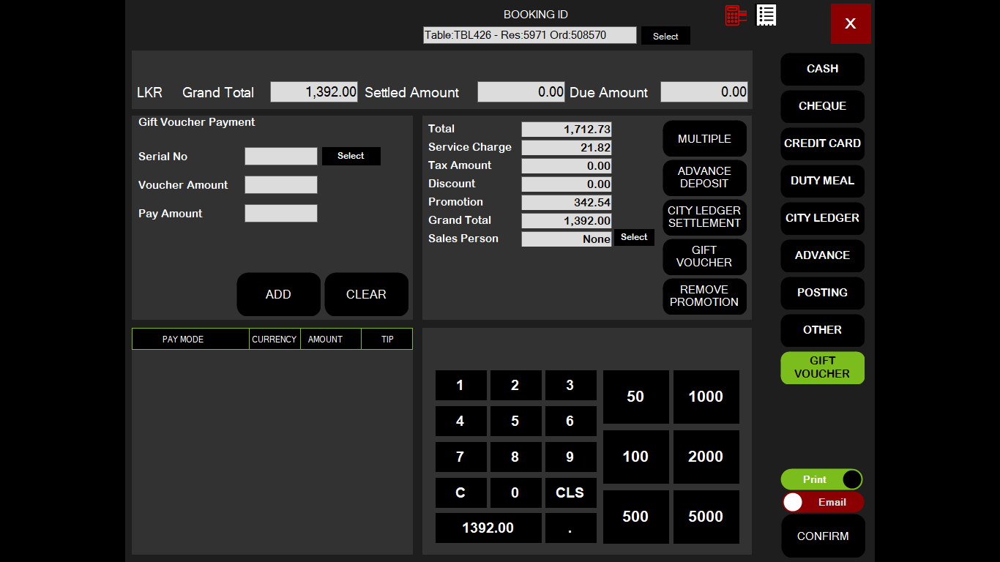 BOOKING ID
Table:TBL426 - Res:5971 Ord:508570
Select
X
LKR Grand Total 1,392.00 Settled Amount 0.00 Due Amount 0.00
Gift Voucher Payment
Serial No
Select
Voucher Amount
Pay Amount
ADD
CLEAR
Total 1,712.73
Service Charge 21.82
Tax Amount 0.00
Discount 0.00
Promotion 342.54
Grand Total 1,392.00
Sales Person None Select
MULTIPLE
ADVANCE
DEPOSIT
CITY LEDGER
SETTLEMENT
GIFT
VOUCHER
REMOVE
PROMOTION
PAY MODE CURRENCY AMOUNT TIP
1 2 3
4 5 6
7 8 9
C 0 CLS
1392.00 .
50 1000
100 2000
500 5000
CASH
CHEQUE
CREDIT CARD
DUTY MEAL
CITY LEDGER
ADVANCE
POSTING
OTHER
GIFT
VOUCHER
Print
Email
CONFIRM